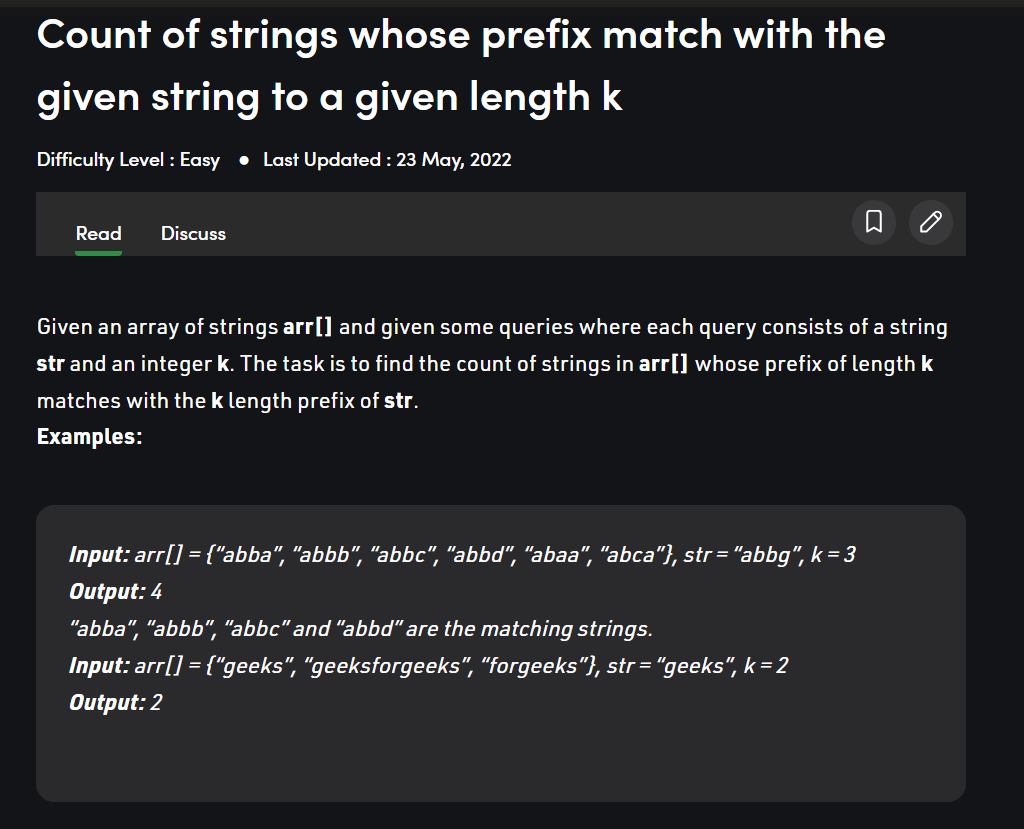 Count of strings whose prefix match with the
given string to a given length k
Difficulty Level : Easy ● Last Updated : 23 May, 2022
Read Discuss
Given an array of strings arr[] and given some queries where each query consists of a string
str and an integer k. The task is to find the count of strings in arr[] whose prefix of length k
matches with the k length prefix of str.
Examples:
Input: arr[] = {“abba”, “abbb”, “abbc”, “abbd”, “abaa”, “abca”}, str = “abbg”, k = 3
Output: 4
“abba”, “abbb”, “abbc” and “abbd” are the matching strings.
Input: arr[] = {“geeks”, “geeksforgeeks”, “forgeeks”}, str = “geeks”, k = 2
Output: 2